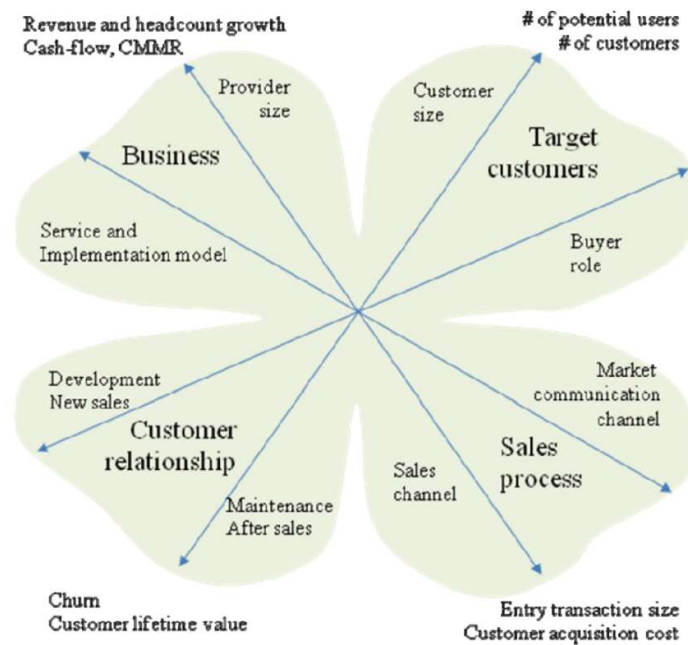 Revenue and headcount growth
Cash-flow, CMMR
# of potential users
# of customers
Provider
size
Customer
size
Business
Target
customers
Service and
Implementation model
Buyer
role
Development
New sales
Market
communication
channel
Customer
relationship
Sales
process
Sales
channel
Maintenance
After sales
Churn
Customer lifetime value
Entry transaction size
Customer acquisition cost